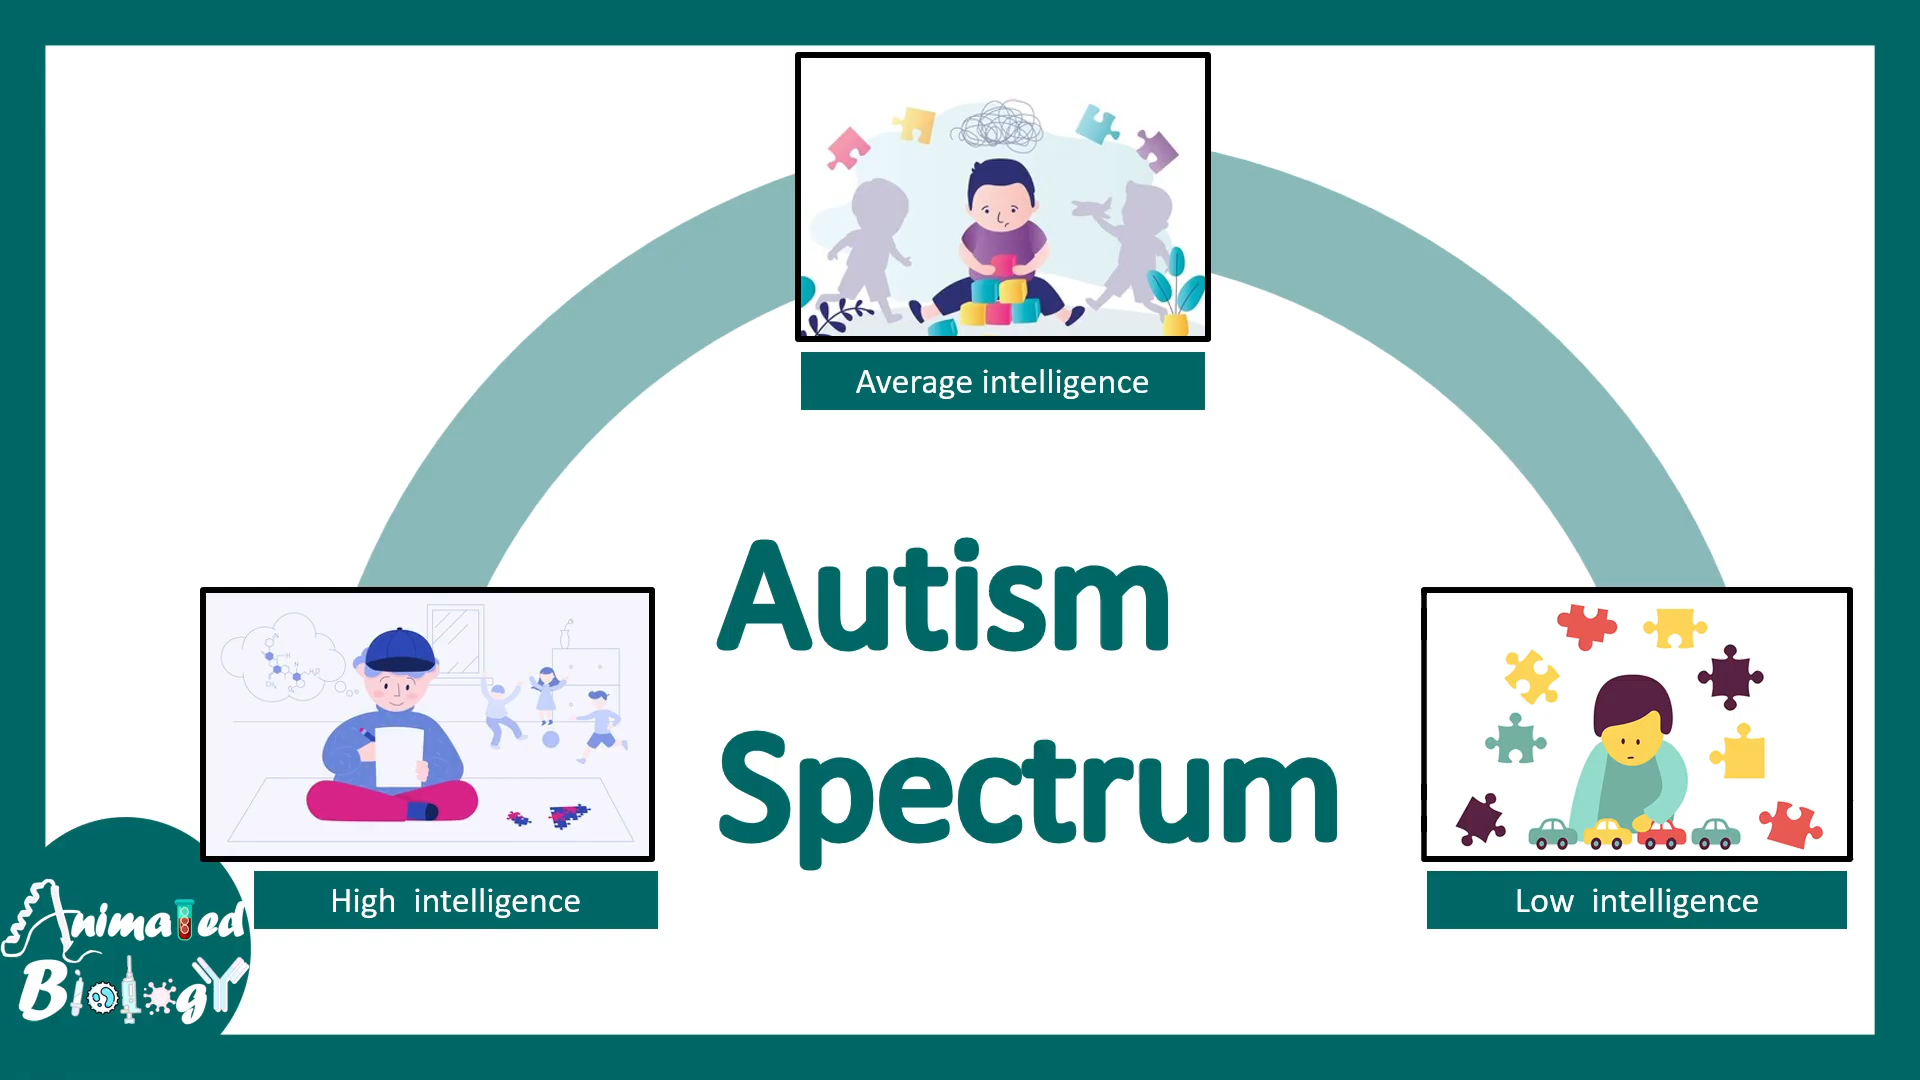 Average intelligence
Autism
Spectrum
High  intelligence
Low  intelligence
Animated
Biology